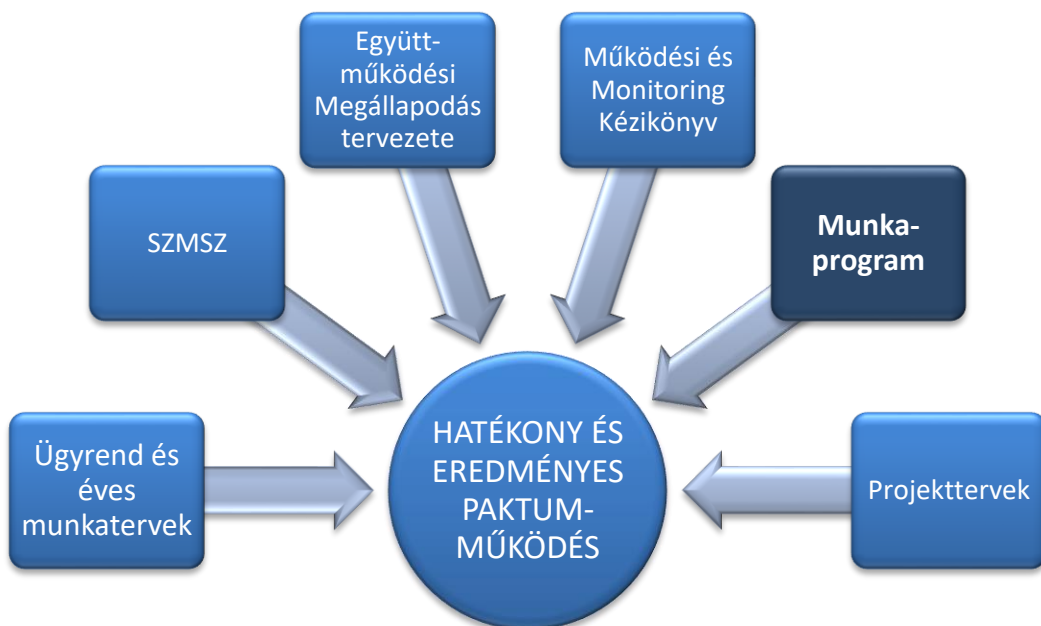 Együtt-
működési
Megállapodás
tervezete
Működési és
Monitoring
Kézikönyv
SZMSZ
Munka-
program
Ügyrend és
éves
munkatervek
HATÉKONY ÉS
EREDMÉNYES
PAKTUM-
MŰKÖDÉS
Projekttervek